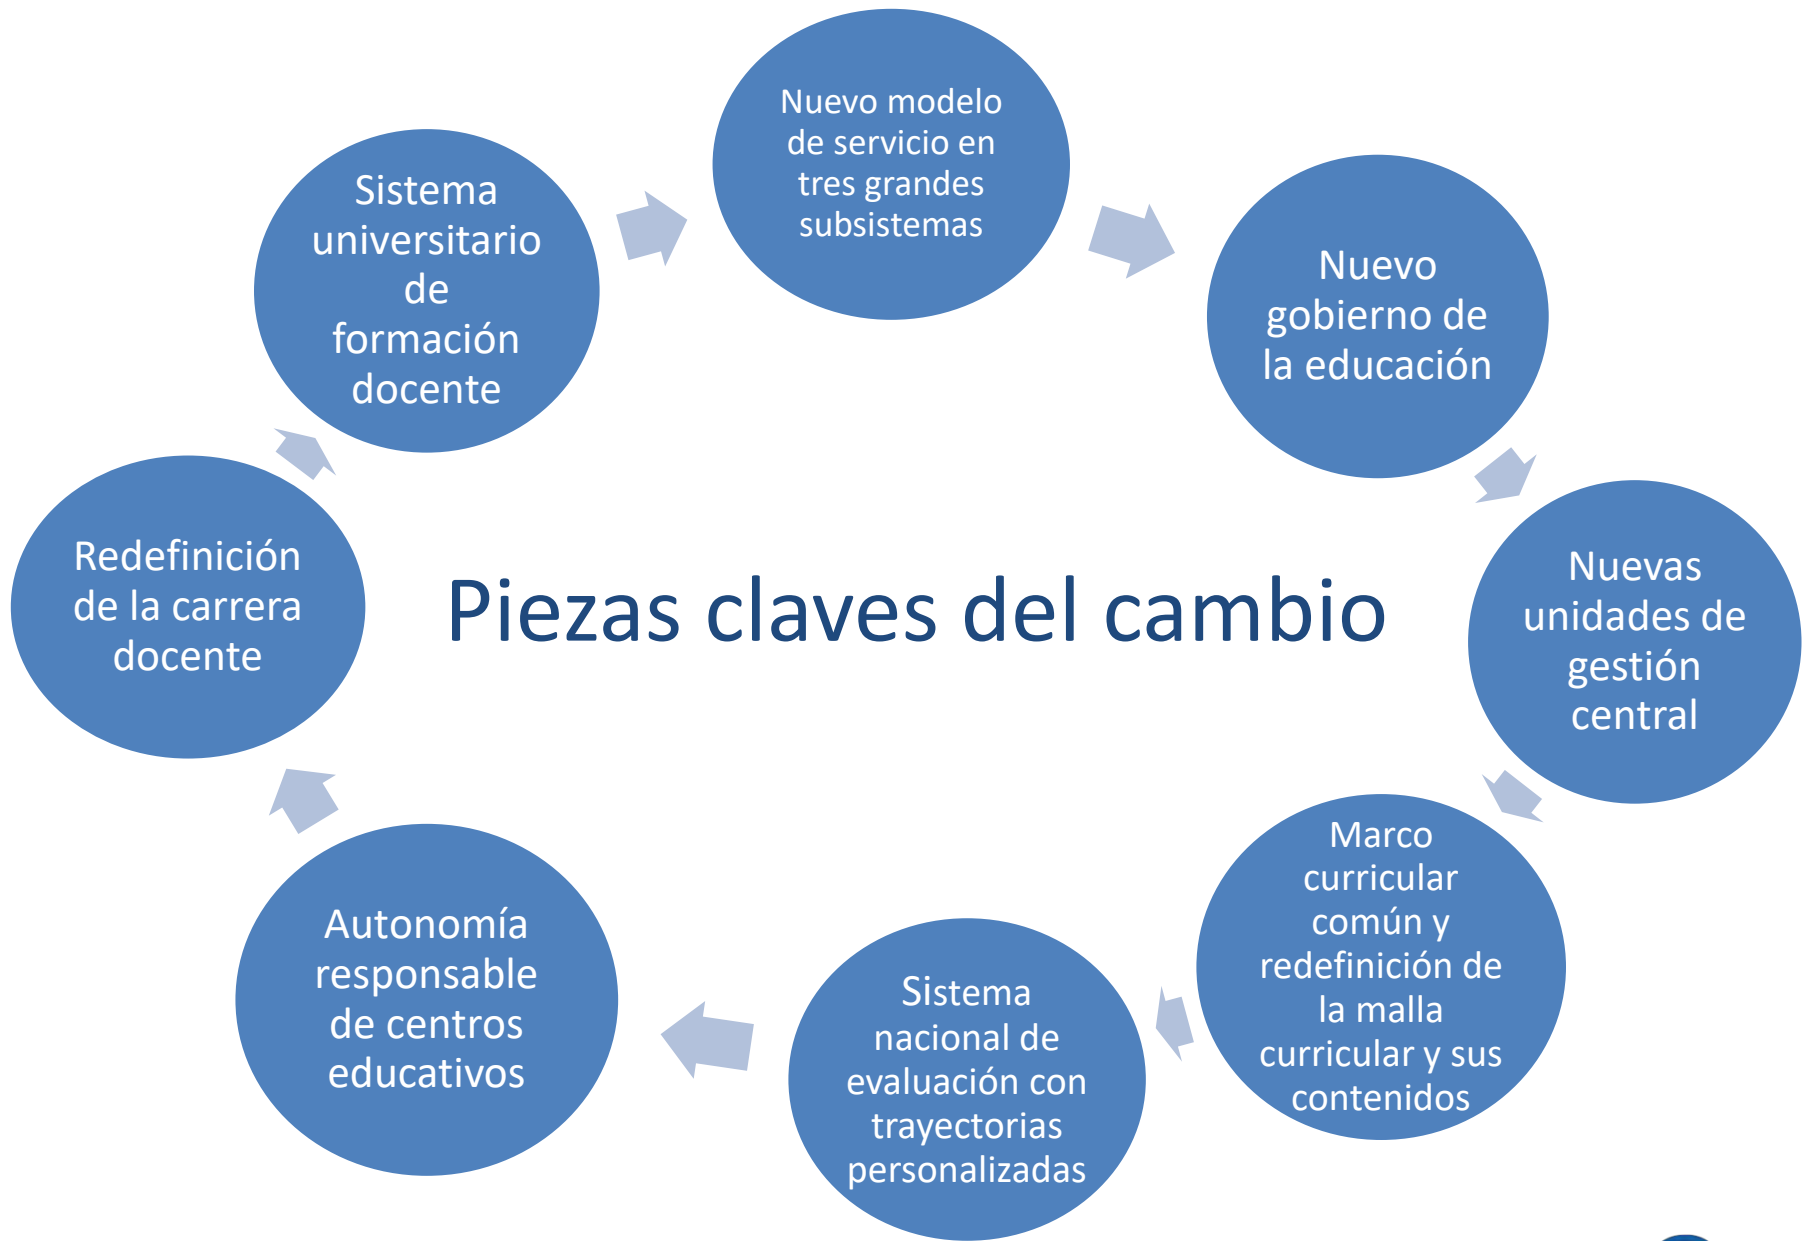 Nuevo modelo
de servicio en
tres grandes
subsistemas
Nuevo
gobierno de
la educación
Nuevas
unidades de
gestión
central
Marco
curricular
común y
redefinición de
la malla
curricular y sus
contenidos
Sistema
nacional de
evaluación con
trayectorias
personalizadas
Autonomía
responsable
de centros
educativos
Redefinición
de la carrera
docente
Sistema
universitario
de
formación
docente
Piezas claves del cambio